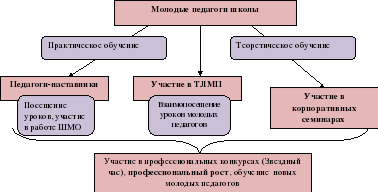 Молодые педагоги школы
Практическое обучение
Теоретическое обучение
Педагоги-наставники
Участие в ТЛМП
Участие в
корпоративных
семинарах
Посещение
уроков, участие
в работе ШМО
Взаимопосещение
уроков молодых
педагогов
Участие в профессиональных конкурсах (Звездный
час), профессиональный рост, обучение новых
молодых педагогов